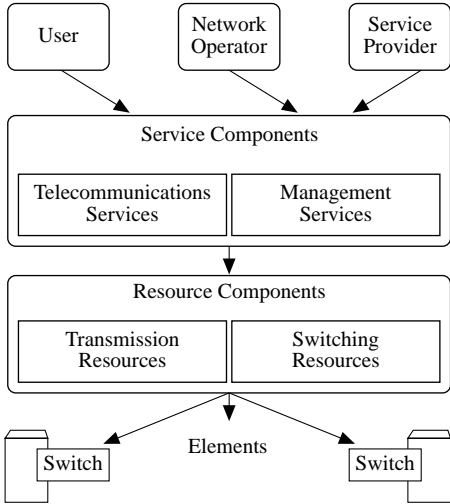 User
Network
Operator
Service
Provider
Service Components
Telecommunications
Services
Management
Services
Resource Components
Transmission
Resources
Switching
Resources
Elements
Switch
Switch